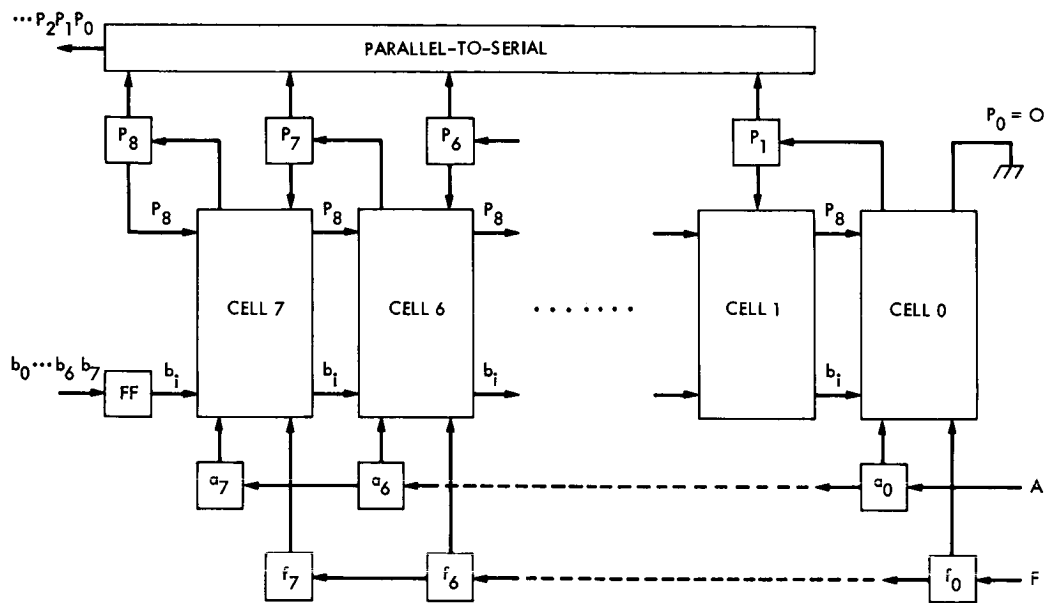 ...P2P1P0
PARALLEL-TO-SERIAL
P8
P7
P6
P1
P0 = 0
P8
P8
P8
P8
CELL 7
CELL 6
.......
CELL 1
CELL 0
b0...b6 b7
FF
bi
bi
bi
bi
a7
a6
a0
A
f7
f6
f0
F